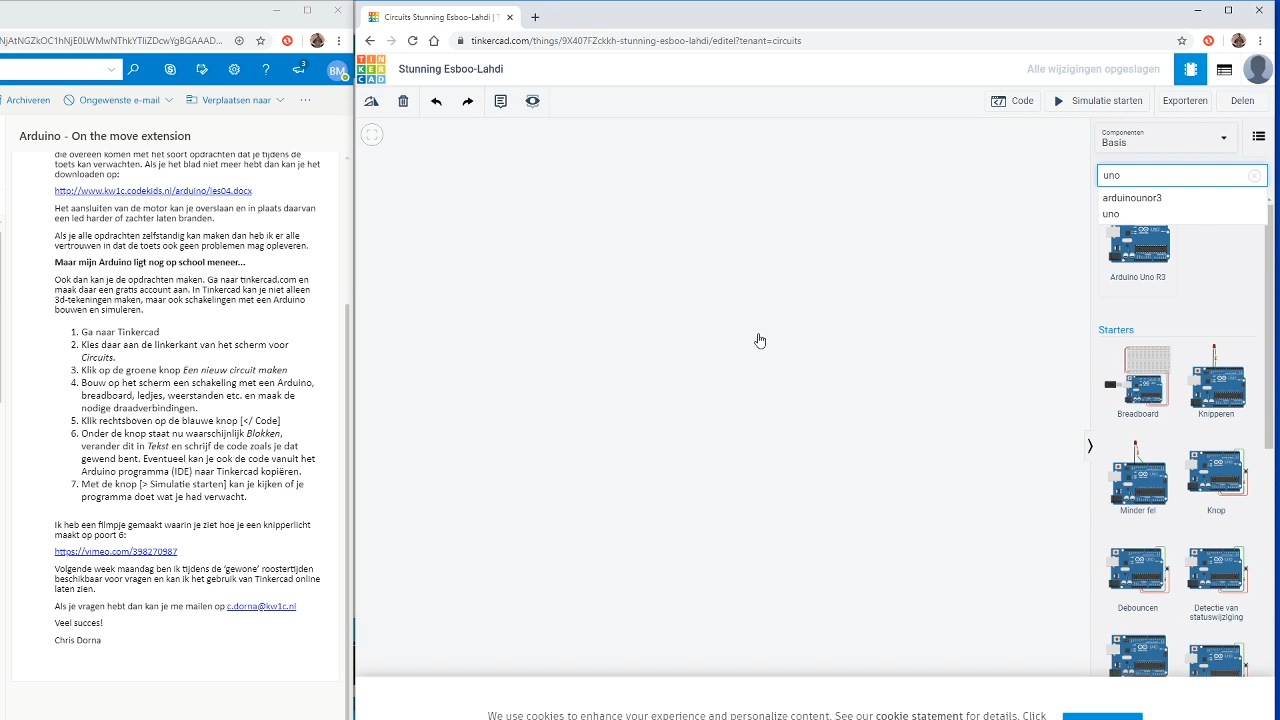 Circuits Stunning Esboo-Lahdi | T
NjAtNGZkOC1hNjE0LWMwNThkYTliZDcwYgBGAAAD...
tinkercad.com/things/9X407FZckkh-stunning-esboo-lahdi/editel?tenant=circuits
BM
3
TIN
KER
CAD
Stunning Esboo-Lahdi
Alle wijzigingen opgeslagen
Archiveren
Ongewenste e-mail
Verplaatsen naar
Code
Simulatie starten
Exporteren
Delen
Arduino - On the move extension
die overeen komen met het soort opdrachten dat je tijdens de
toets kan verwachten. Als je het blad niet meer hebt dan kan je het
downloaden op:
http://www.kw1c.codekids.nl/arduino/les04.docx
Het aansluiten van de motor kan je overslaan en in plaats daarvan
een led harder of zachter laten branden.
Als je alle opdrachten zelfstandig kan maken dan heb ik er alle
vertrouwen in dat de toets ook geen problemen mag opleveren.
Maar mijn Arduino ligt nog op school meneer...
Ook dan kan je de opdrachten maken. Ga naar tinkercad.com en
maak daar een gratis account aan. In Tinkercad kan je niet alleen
3d-tekeningen maken, maar ook schakelingen met een Arduino
bouwen en simuleren.
1. Ga naar Tinkercad
2. Kies daar aan de linkerkant van het scherm voor
Circuits.
3. Klik op de groene knop Een nieuw circuit maken
4. Bouw op het scherm een schakeling met een Arduino,
breadboard, ledjes, weerstanden etc. en maak de
nodige draadverbindingen.
5. Klik rechtsboven op de blauwe knop [</ Code]
6. Onder de knop staat nu waarschijnlijk Blokken,
verander dit in Tekst en schrijf de code zoals je dat
gewend bent. Eventueel kan je ook de code vanuit het
Arduino programma (IDE) naar Tinkercad kopiëren.
7. Met de knop [> Simulatie starten] kan je kijken of je
programma doet wat je had verwacht.
Ik heb een filmpje gemaakt waarin je ziet hoe je een knipperlicht
maakt op poort 6:
https://vimeo.com/398270987
Volgende week maandag ben ik tijdens de 'gewone' roostertijden
beschikbaar voor vragen en kan ik het gebruik van Tinkercad online
laten zien.
Als je vragen hebt dan kan je me mailen op c.dorna@kw1c.nl
Veel succes!
Chris Dorna
Componenten
Basis
uno
arduinounor3
uno
Arduino Uno R3
Starters
Breadboard
Knipperen
Minder fel
Knop
Debouncen
Detectie van
statuswijziging
We use cookies to enhance your experience and personalize content. See our cookie statement for details. Click